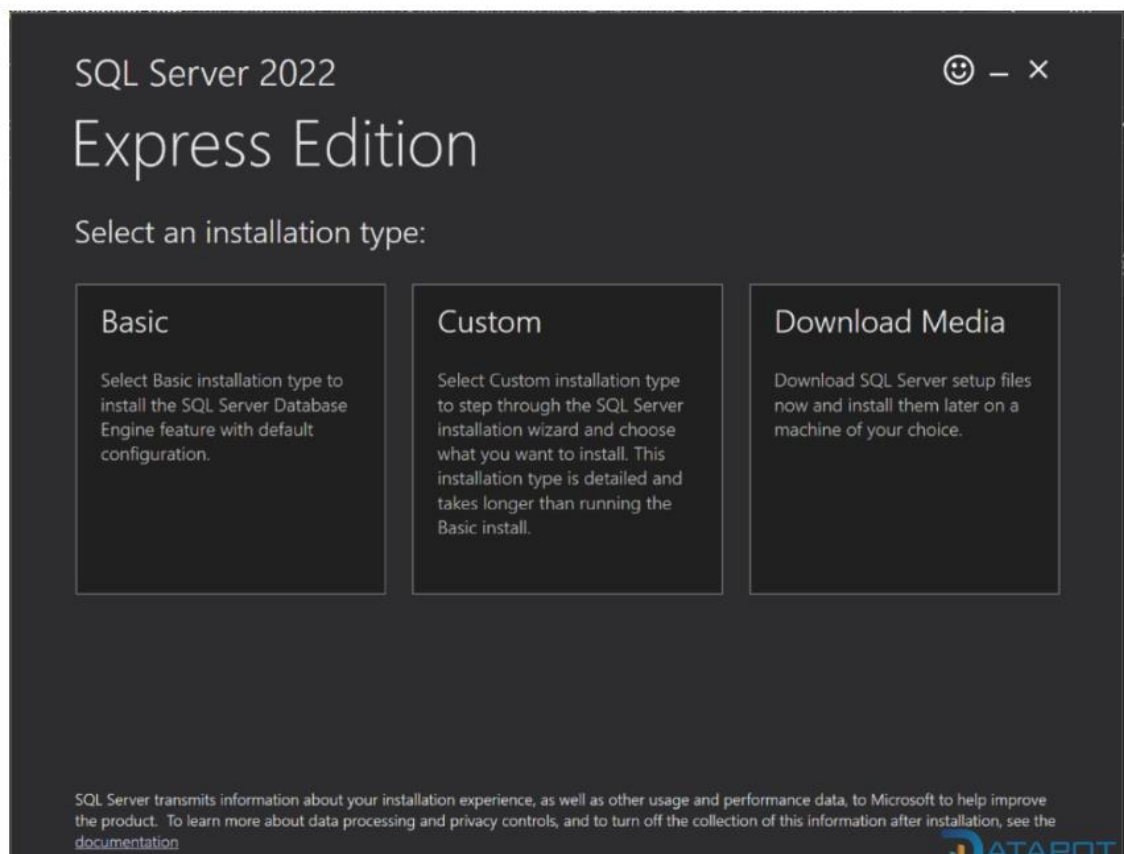 SQL Server 2022
Express Edition
Select an installation type:
Basic
Select Basic installation type to
install the SQL Server Database
Engine feature with default
configuration.
Custom
Select Custom installation type
to step through the SQL Server
installation wizard and choose
what you want to install. This
installation type is detailed and
takes longer than running the
Basic install.
Download Media
Download SQL Server setup files
now and install them later on a
machine of your choice.
SQL Server transmits information about your installation experience, as well as other usage and performance data, to Microsoft to help improve
the product. To learn more about data processing and privacy controls, and to turn off the collection of this information after installation, see the
documentation
DATAPOT